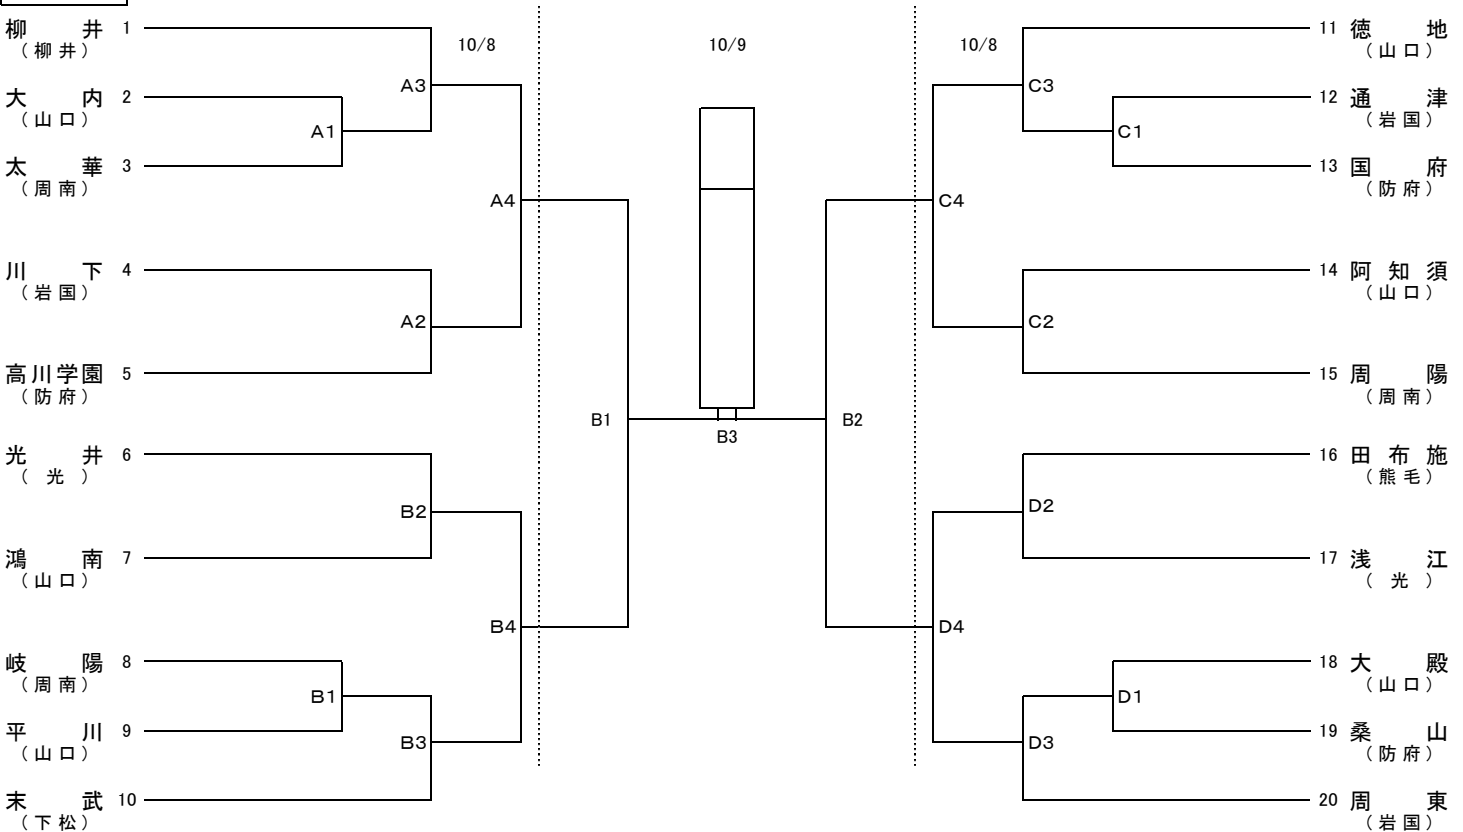 柳井 1
（柳井）
大内 2
（山口）
太華 3
（周南）
川下 4
（岩国）
高川学園 5
（防府）
光井 6
（光）
鴻南 7
（山口）
岐陽 8
（周南）
平川 9
（山口）
末武 10
（下松）
10/8
A3
A1
A4
A2
B2
B4
B1
B3
10/9
B1
B3
B2
10/8
C3
C1
C4
C2
D2
D4
D1
D3
11 徳地
（山口）
12 通津
（岩国）
13 国府
（防府）
14 阿知須
（山口）
15 周陽
（周南）
16 田布施
（熊毛）
17 浅江
（光）
18 大殿
（山口）
19 桑山
（防府）
20 周東
（岩国）